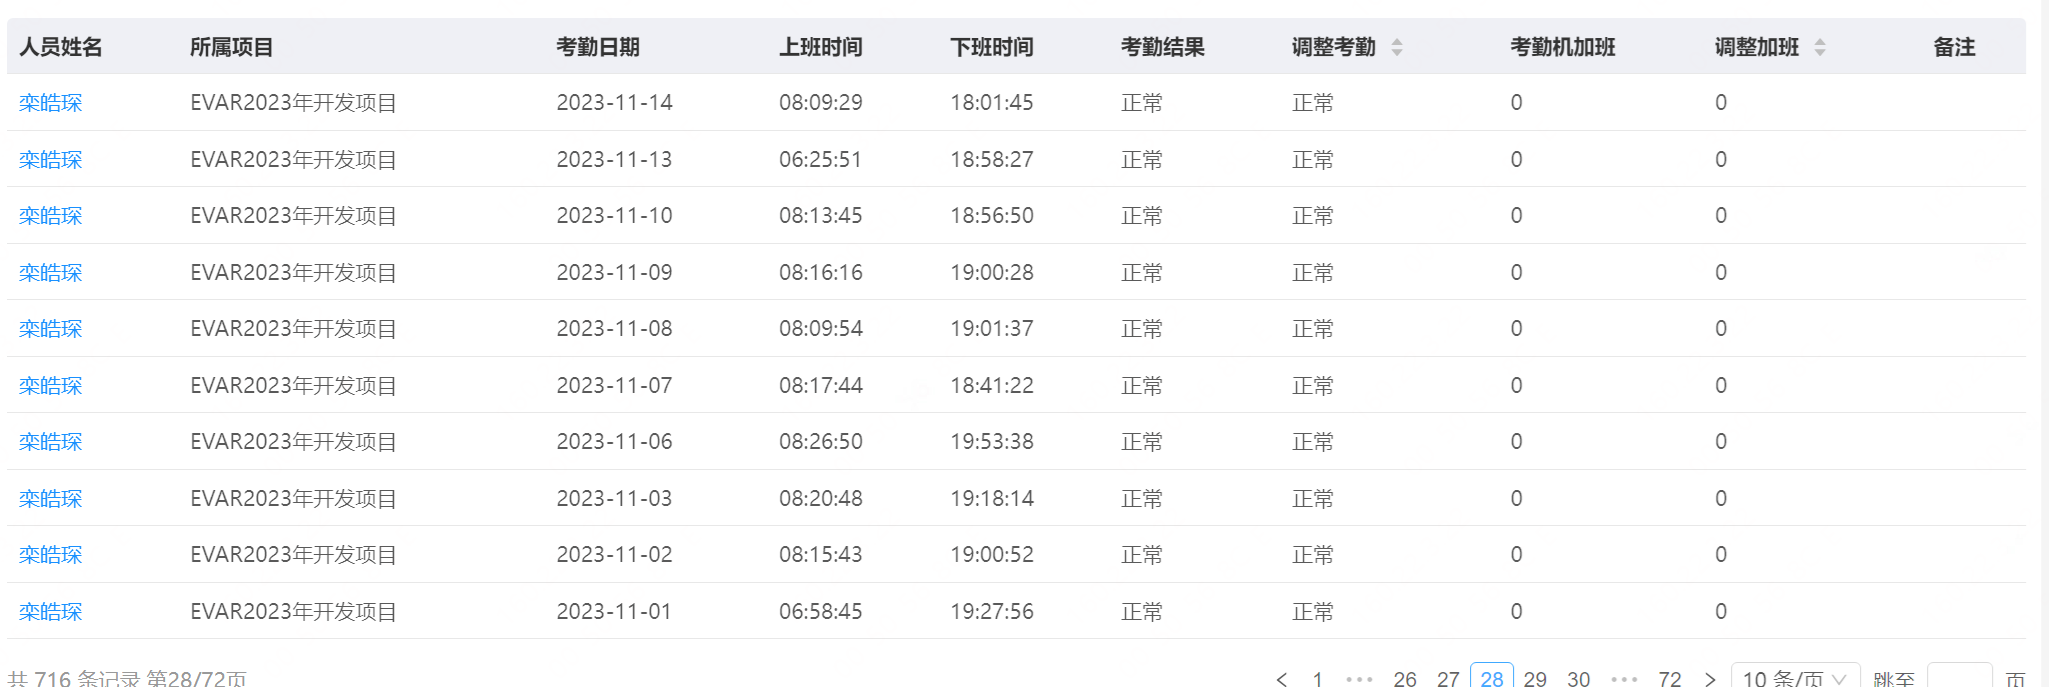 人员姓名 所属项目 考勤日期 上班时间 下班时间 考勤结果 调整考勤 考勤机加班 调整加班 备注
栾皓琛 EVAR2023年开发项目 2023-11-14 08:09:29 18:01:45 正常 正常 0 0
栾皓琛 EVAR2023年开发项目 2023-11-13 06:25:51 18:58:27 正常 正常 0 0
栾皓琛 EVAR2023年开发项目 2023-11-10 08:13:45 18:56:50 正常 正常 0 0
栾皓琛 EVAR2023年开发项目 2023-11-09 08:16:16 19:00:28 正常 正常 0 0
栾皓琛 EVAR2023年开发项目 2023-11-08 08:09:54 19:01:37 正常 正常 0 0
栾皓琛 EVAR2023年开发项目 2023-11-07 08:17:44 18:41:22 正常 正常 0 0
栾皓琛 EVAR2023年开发项目 2023-11-06 08:26:50 19:53:38 正常 正常 0 0
栾皓琛 EVAR2023年开发项目 2023-11-03 08:20:48 19:18:14 正常 正常 0 0
栾皓琛 EVAR2023年开发项目 2023-11-02 08:15:43 19:00:52 正常 正常 0 0
栾皓琛 EVAR2023年开发项目 2023-11-01 06:58:45 19:27:56 正常 正常 0 0
共 716 条记录 第28/72页 < 1 ••• 26 27 28 29 30 ••• 72 > 10 条/页 跳至 页